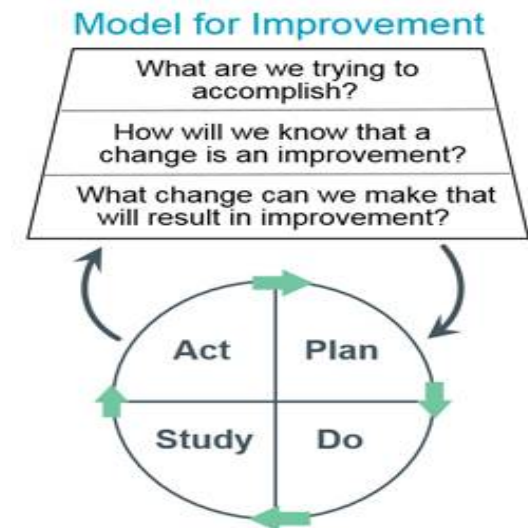 Model for Improvement
What are we trying to
accomplish?
How will we know that a
change is an improvement?
What change can we make that
will result in improvement?
Act
Plan
Study
Do